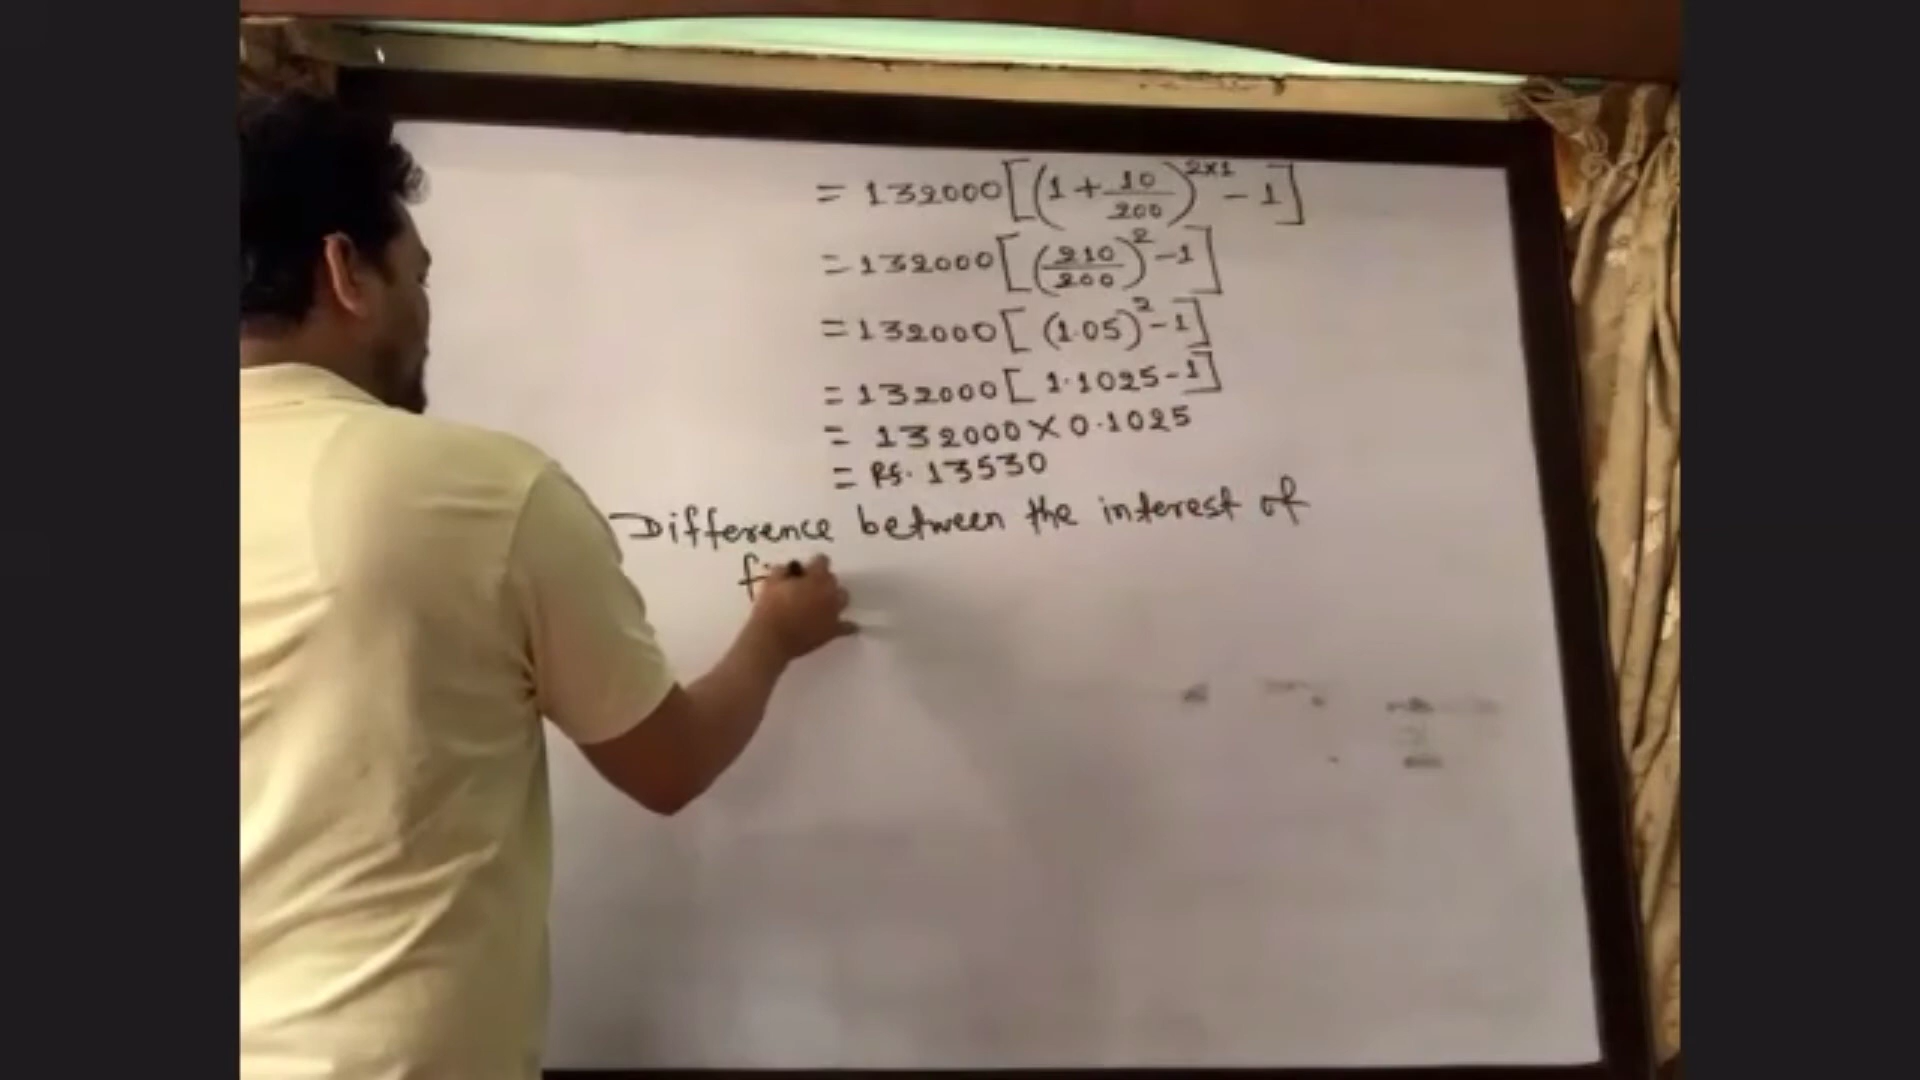 = 132000[(1 + 10/200)^2×1 - 1]
= 132000[(210/200)^2 - 1]
= 132000[(1.05)^2 - 1]
= 132000[1.1025 - 1]
= 132000 × 0.1025
= Rs. 13530
Difference between the interest of